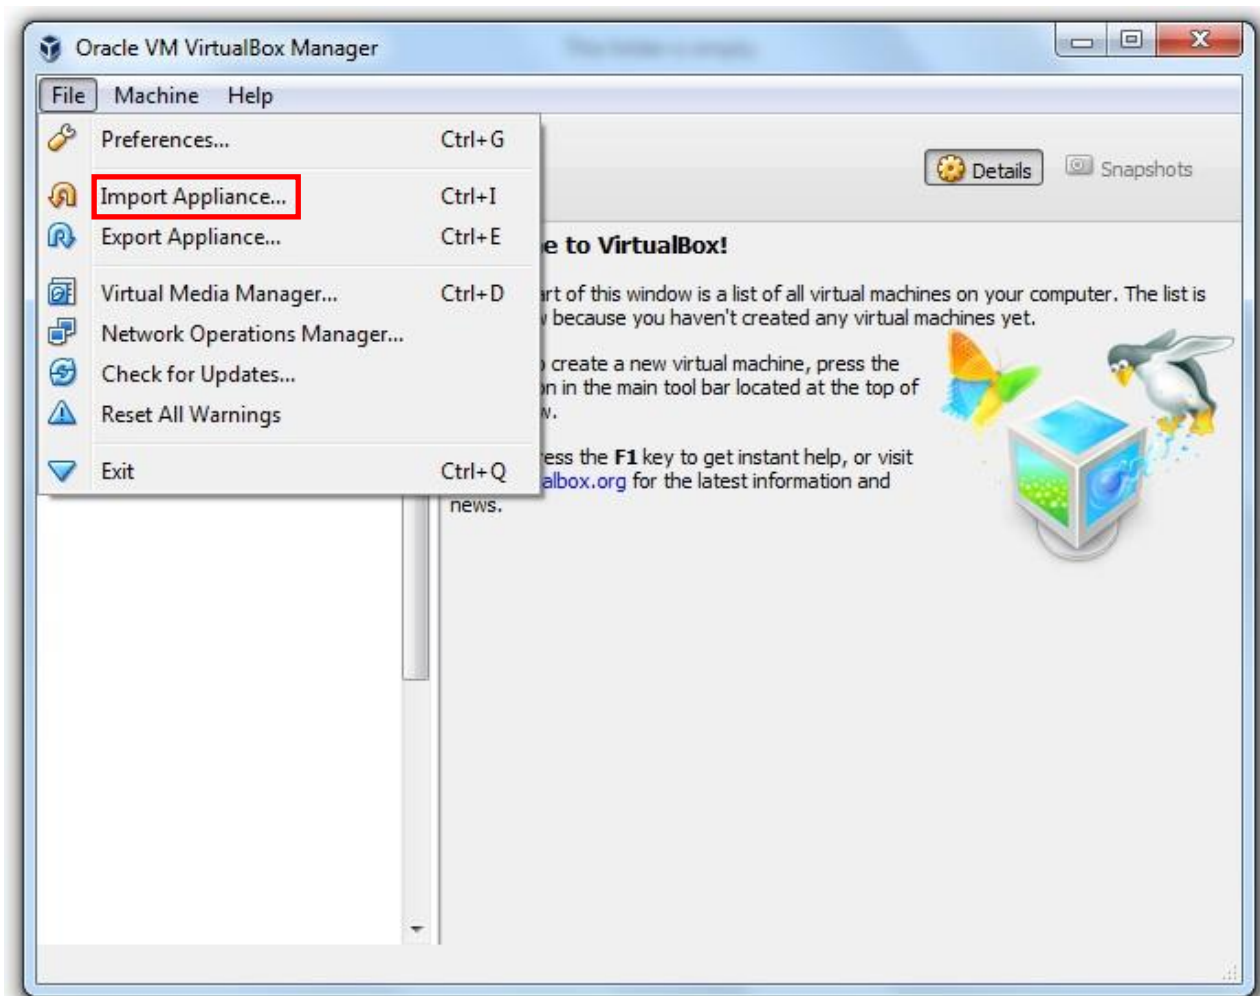 Oracle VM VirtualBox Manager
File Machine Help
Preferences... Ctrl+G
Import Appliance... Ctrl+I
Export Appliance... Ctrl+E
Virtual Media Manager... Ctrl+D
Network Operations Manager...
Check for Updates...
Reset All Warnings
Exit Ctrl+Q
Details Snapshots
e to VirtualBox!
art of this window is a list of all virtual machines on your computer. The list is
because you haven't created any virtual machines yet.
create a new virtual machine, press the
on in the main tool bar located at the top of
w.
ess the F1 key to get instant help, or visit
albox.org for the latest information and
news.